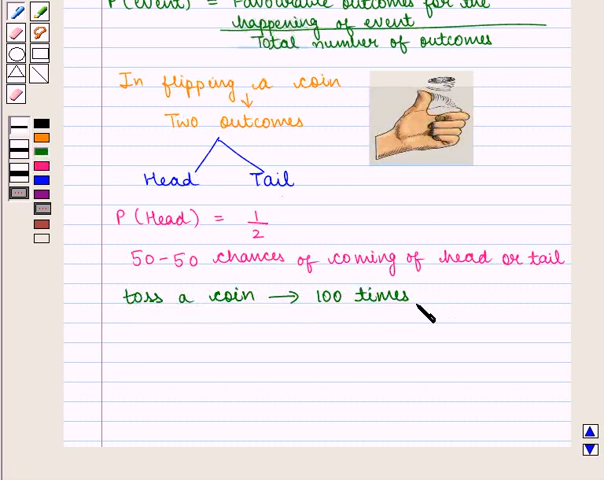 P(event) = Favourable outcomes for the
happening of event
Total number of outcomes
In flipping a coin
Two outcomes
Head Tail
P (Head) = 1/2
50-50 chances of coming of head or tail
toss a coin → 100 times